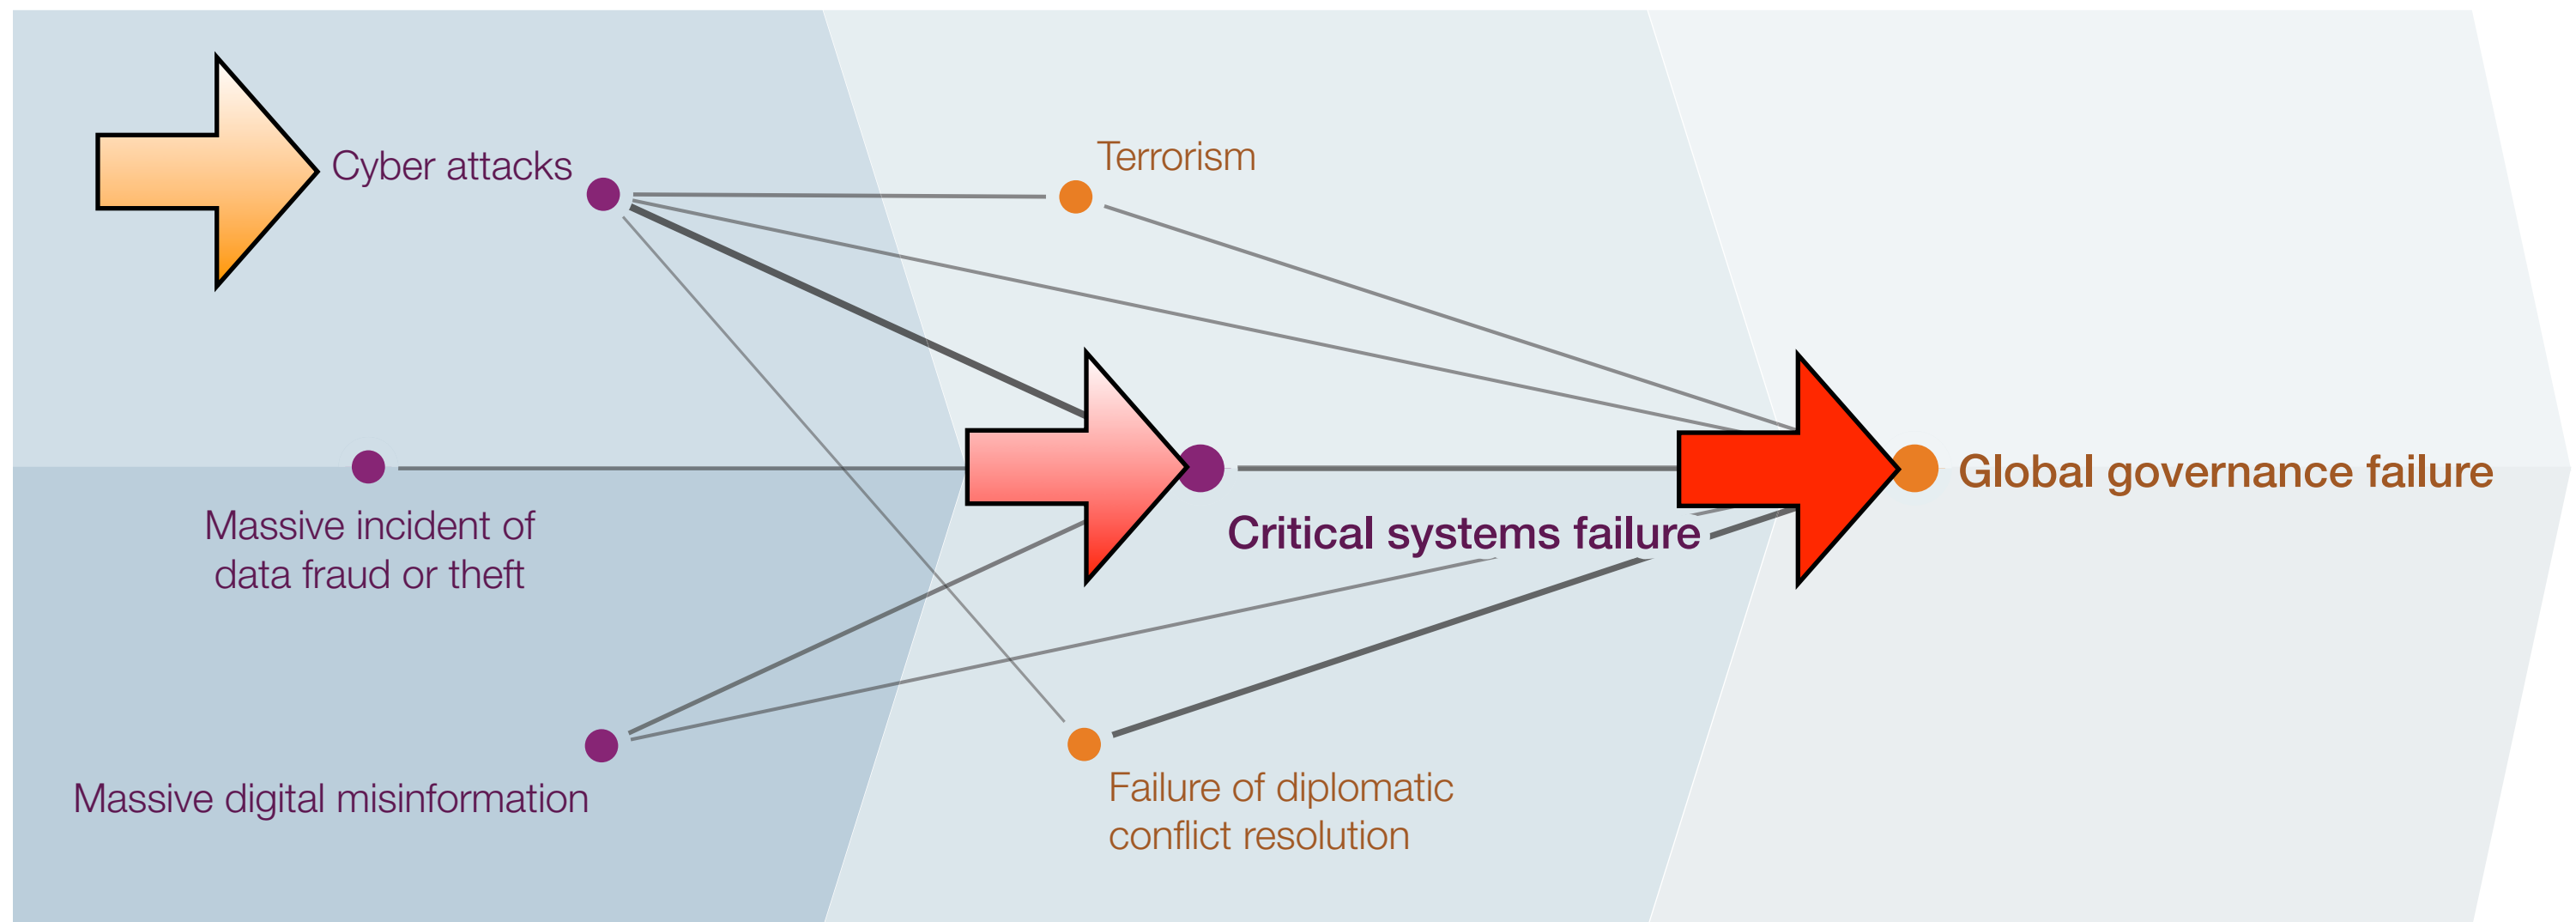 Cyber attacks
Terrorism
Global governance failure
Massive incident of
data fraud or theft
Critical systems failure
Massive digital misinformation
Failure of diplomatic
conflict resolution